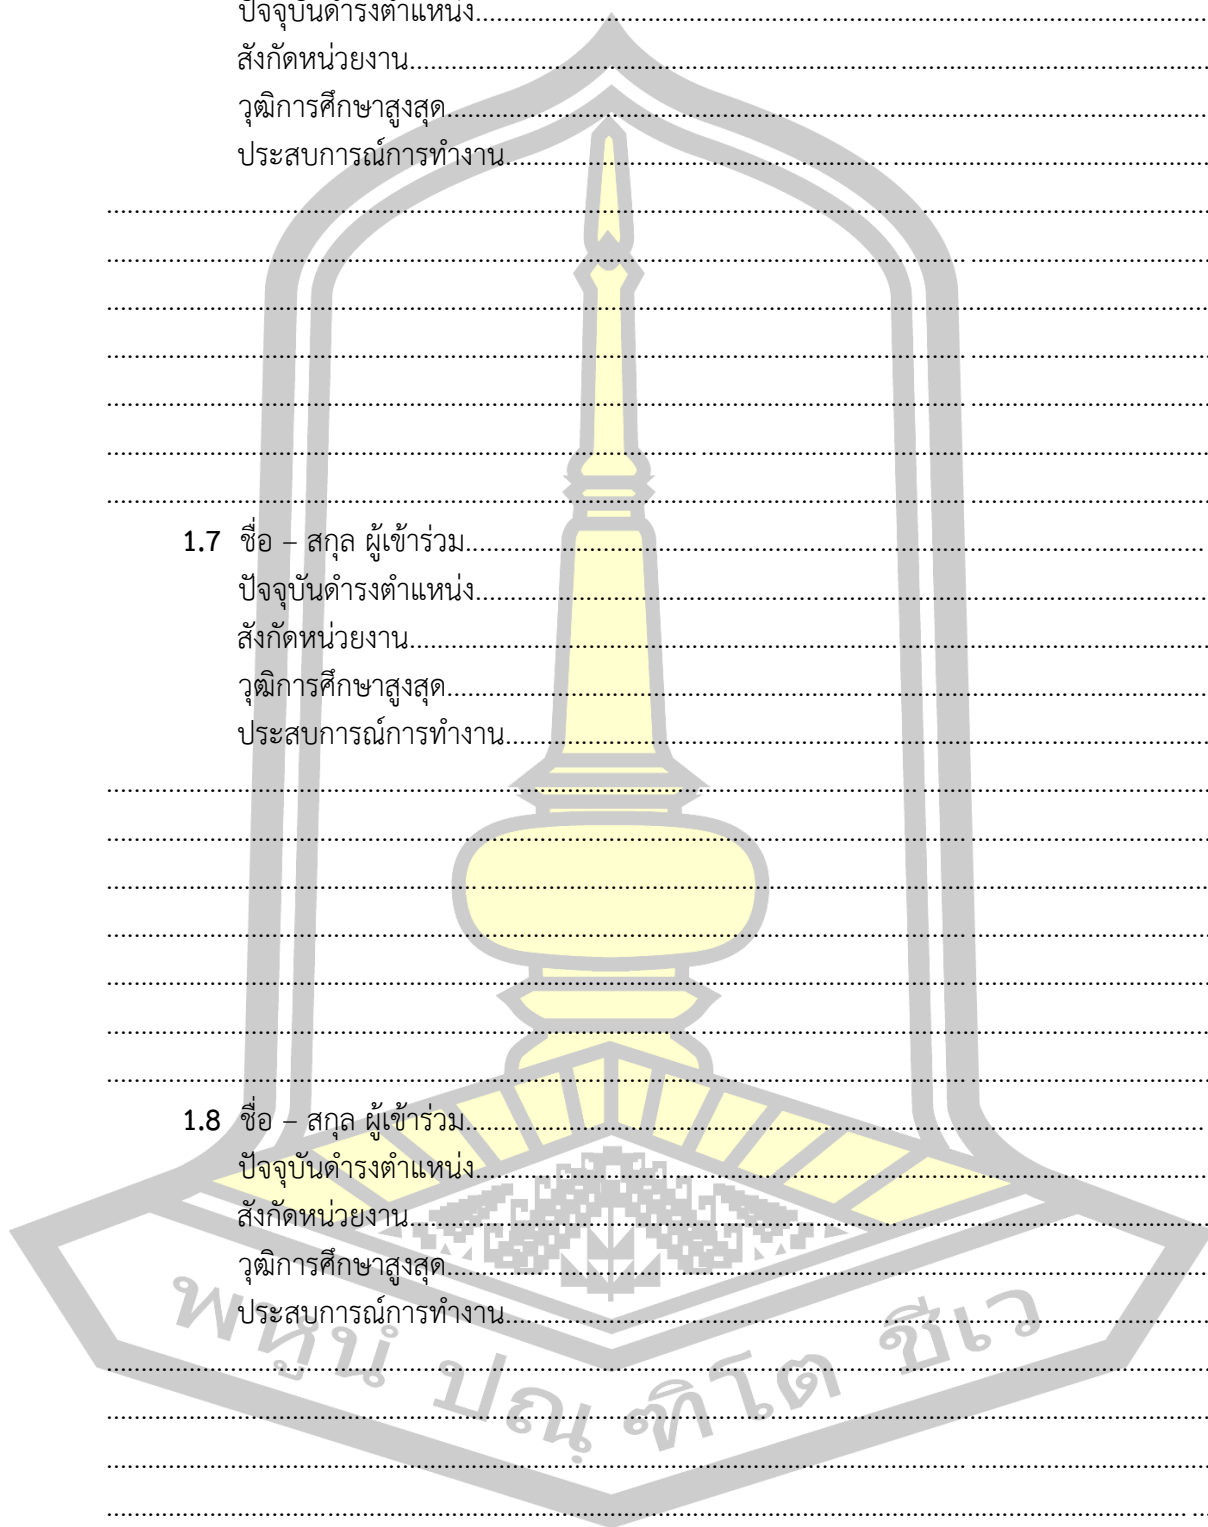 ปัจจุบันดำรงตำแหน่ง........................................................................................................
สังกัดหน่วยงาน........................................................................................................
วุฒิการศึกษาสูงสุด........................................................................................................
ประสบการณ์การทำงาน........................................................................................................
........................................................................................................
........................................................................................................
........................................................................................................
........................................................................................................
........................................................................................................
........................................................................................................
........................................................................................................
1.7 ชื่อ – สกุล ผู้เข้าร่วม........................................................................................................
ปัจจุบันดำรงตำแหน่ง........................................................................................................
สังกัดหน่วยงาน........................................................................................................
วุฒิการศึกษาสูงสุด........................................................................................................
ประสบการณ์การทำงาน........................................................................................................
........................................................................................................
........................................................................................................
........................................................................................................
........................................................................................................
........................................................................................................
........................................................................................................
........................................................................................................
1.8 ชื่อ – สกุล ผู้เข้าร่วม........................................................................................................
ปัจจุบันดำรงตำแหน่ง........................................................................................................
สังกัดหน่วยงาน........................................................................................................
วุฒิการศึกษาสูงสุด........................................................................................................
ประสบการณ์การทำงาน........................................................................................................
........................................................................................................
........................................................................................................
........................................................................................................
........................................................................................................
พหูนํ ปณฺฑิโต ชีเว